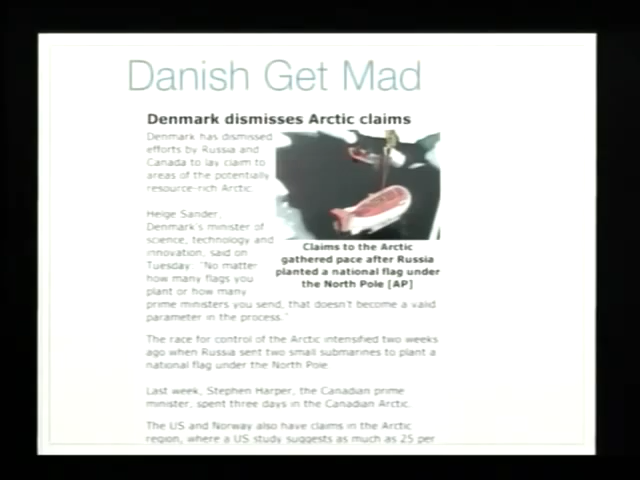 Danish Get Mad
Denmark dismisses Arctic claims
Denmark has dismissed
efforts by Russia and
Canada to lay claim to
areas of the potentially
resource-rich Arctic.
Helge Sander,
Denmark's minister of
science, technology and
innovation, said on
Tuesday: "No matter
how many flags you
plant or how many
prime ministers you send, that doesn't become a valid
parameter in the process."
Claims to the Arctic
gathered pace after Russia
planted a national flag under
the North Pole [AP]
The race for control of the Arctic intensified two weeks
ago when Russia sent two small submarines to plant a
national flag under the North Pole
Last week, Stephen Harper, the Canadian prime
minister, spent three days in the Canadian Arctic.
The US and Norway also have claims in the Arctic
region, where a US study suggests as much as 25 per